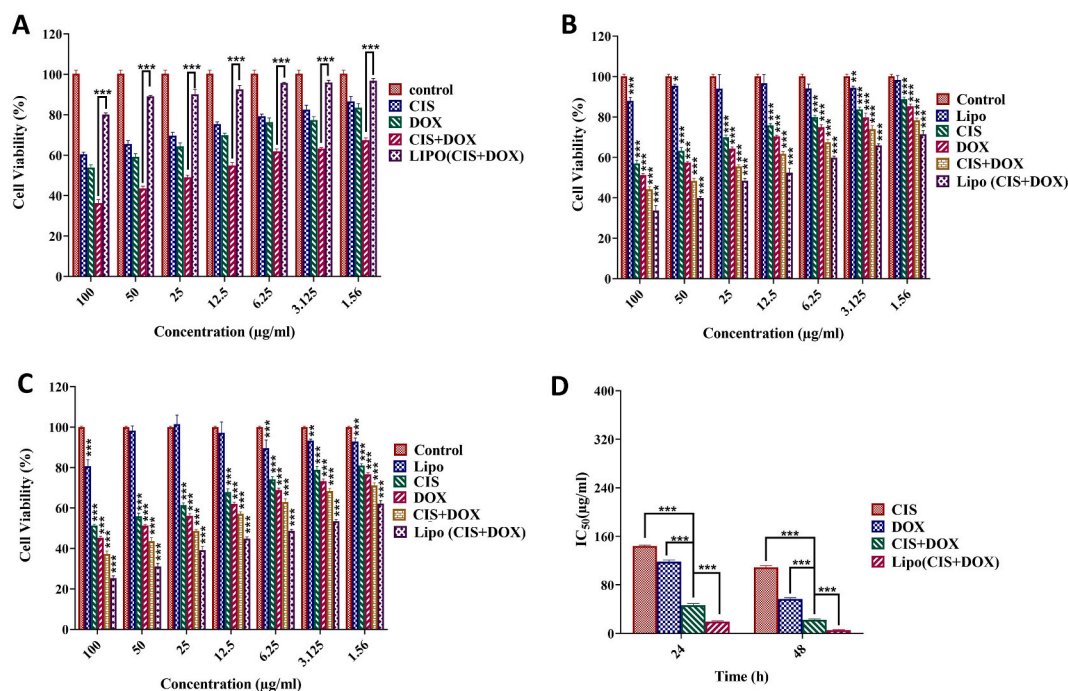 A
120
100
80
60
40
20
0
Cell Viability (%)
*** *** *** *** *** *** ***
100 50 25 12.5 6.25 3.125 1.56
Concentration (µg/ml)
control
CIS
DOX
CIS+DOX
LIPO(CIS+DOX)
B
120
100
80
60
40
20
0
Cell Viability (%)
*** *** *** *** ***
* *** *** *** ***
*** *** *** ***
*** *** *** ***
*** *** *** ***
** *** *** *** ***
*** *** *** ***
100 50 25 12.5 6.25 3.125 1.56
Concentration (µg/ml)
Control
Lipo
CIS
DOX
CIS+DOX
Lipo (CIS+DOX)
C
120
100
80
60
40
20
0
Cell Viability (%)
*** *** *** *** ***
*** *** *** ***
*** *** *** ***
*** *** *** ***
*** *** *** *** ***
** *** *** *** ***
*** *** *** *** ***
100 50 25 12.5 6.25 3.125 1.56
Concentration (µg/ml)
Control
Lipo
CIS
DOX
CIS+DOX
Lipo (CIS+DOX)
D
400
320
240
160
80
0
IC50(µg/ml)
*** *** ***
*** *** ***
24 48
Time (h)
CIS
DOX
CIS+DOX
Lipo(CIS+DOX)